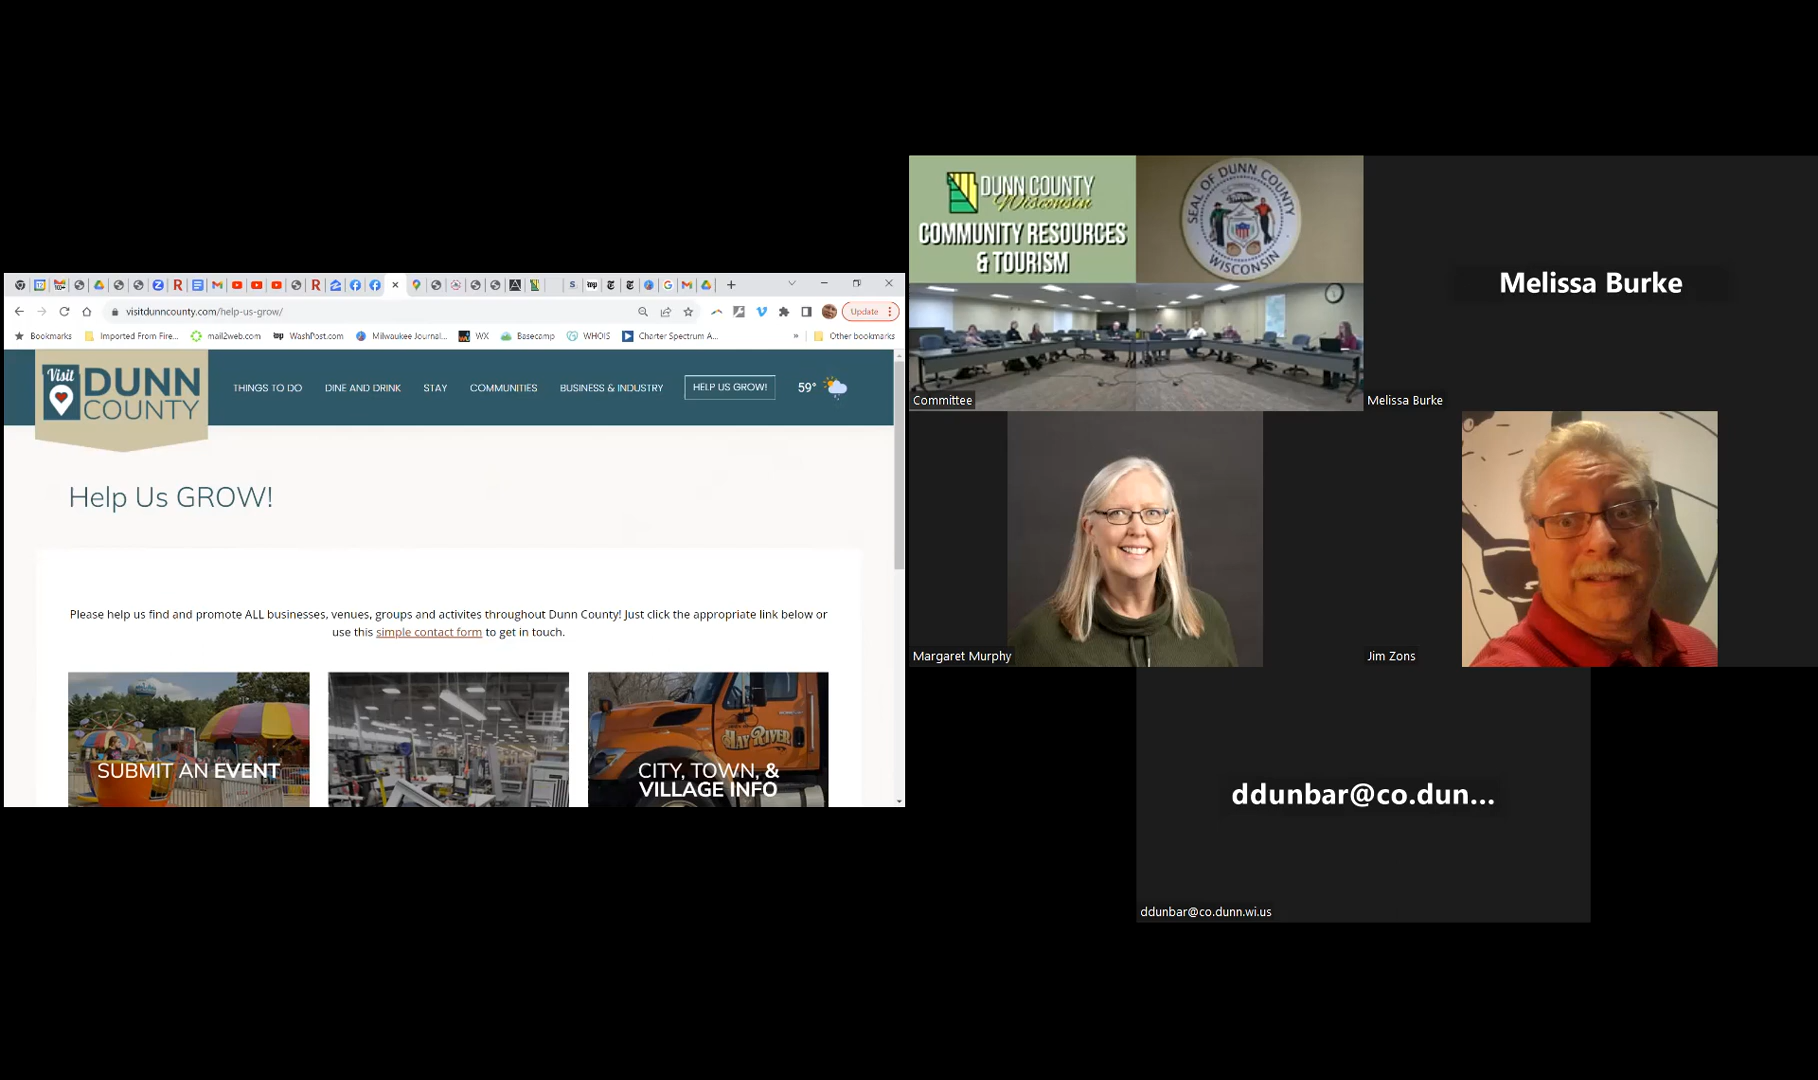 visitdunncounty.com/help-us-grow/
Update
Bookmarks
Imported From Fire...
mail2web.com
WashPost.com
Milwaukee Journal...
WX
Basecamp
WHOIS
Charter Spectrum A...
»
Other bookmarks
Visit
DUNN
COUNTY
THINGS TO DO
DINE AND DRINK
STAY
COMMUNITIES
BUSINESS & INDUSTRY
HELP US GROW!
59°
Help Us GROW!
Please help us find and promote ALL businesses, venues, groups and activites throughout Dunn County! Just click the appropriate link below or
use this simple contact form to get in touch.
SUBMIT AN EVENT
HAY RIVER
CITY, TOWN, &
VILLAGE INFO
DUNN COUNTY
Wisconsin
COMMUNITY RESOURCES
& TOURISM
SEAL OF DUNN COUNTY
WISCONSIN
Committee
Melissa Burke
Melissa Burke
Margaret Murphy
Jim Zons
ddunbar@co.dun...
ddunbar@co.dunn.wi.us